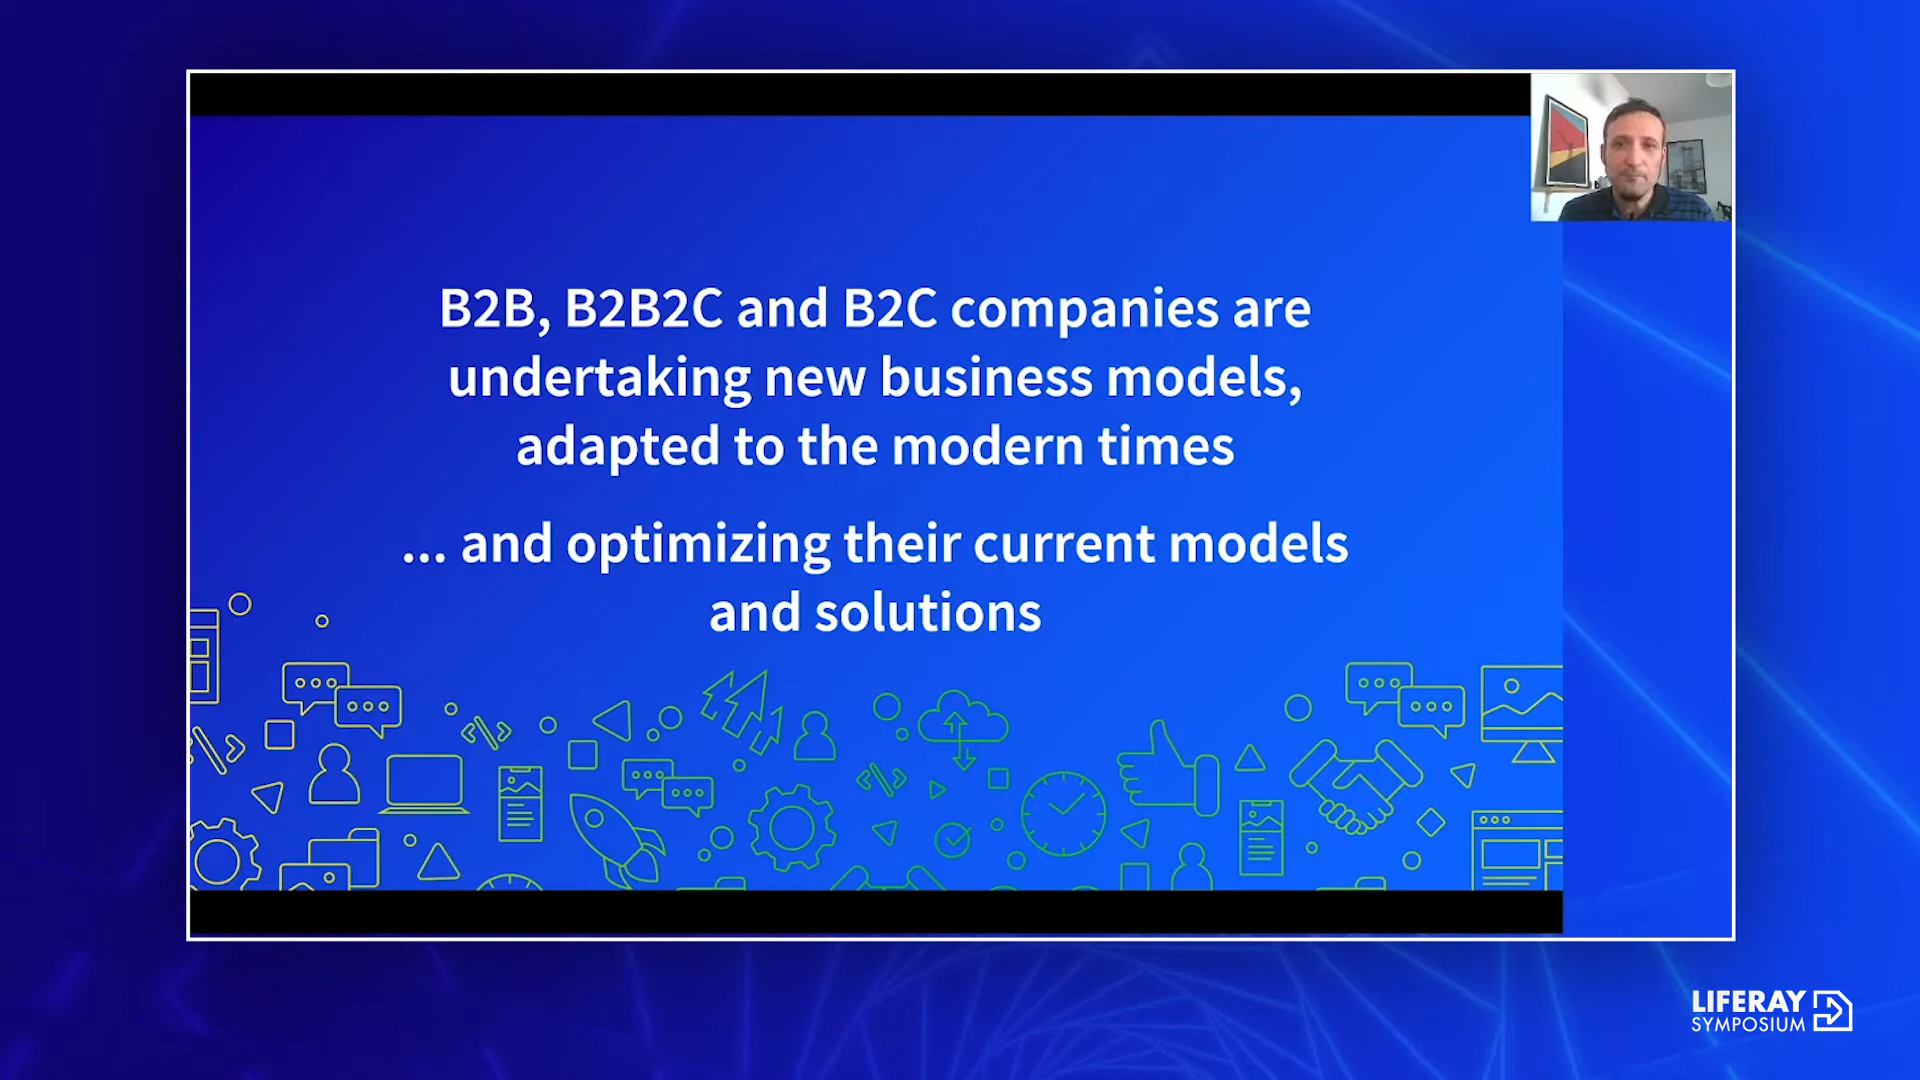 B2B, B2B2C and B2C companies are
undertaking new business models,
adapted to the modern times
... and optimizing their current models
and solutions
LIFERAY
SYMPOSIUM